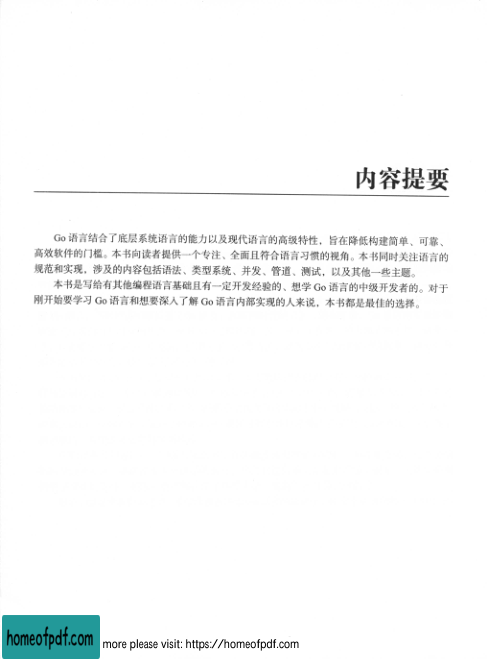 内容提要
Go 语言结合了底层系统语言的能力以及现代语言的高级特性，旨在降低构建简单、可靠、
高效软件的门槛。本书向读者提供一个专注、全面且符合语言习惯的视角。本书同时关注语言的
规范和实现，涉及的内容包括语法、类型系统、并发、管道、测试，以及其他一些主题。
本书是写给有其他编程语言基础且有一定开发经验的、想学 Go 语言的中级开发者的。对于
刚开始要学习 Go 语言和想要深入了解 Go 语言内部实现的人来说，本书都是最佳的选择。
homeofpdf.com
more please visit: https://homeofpdf.com